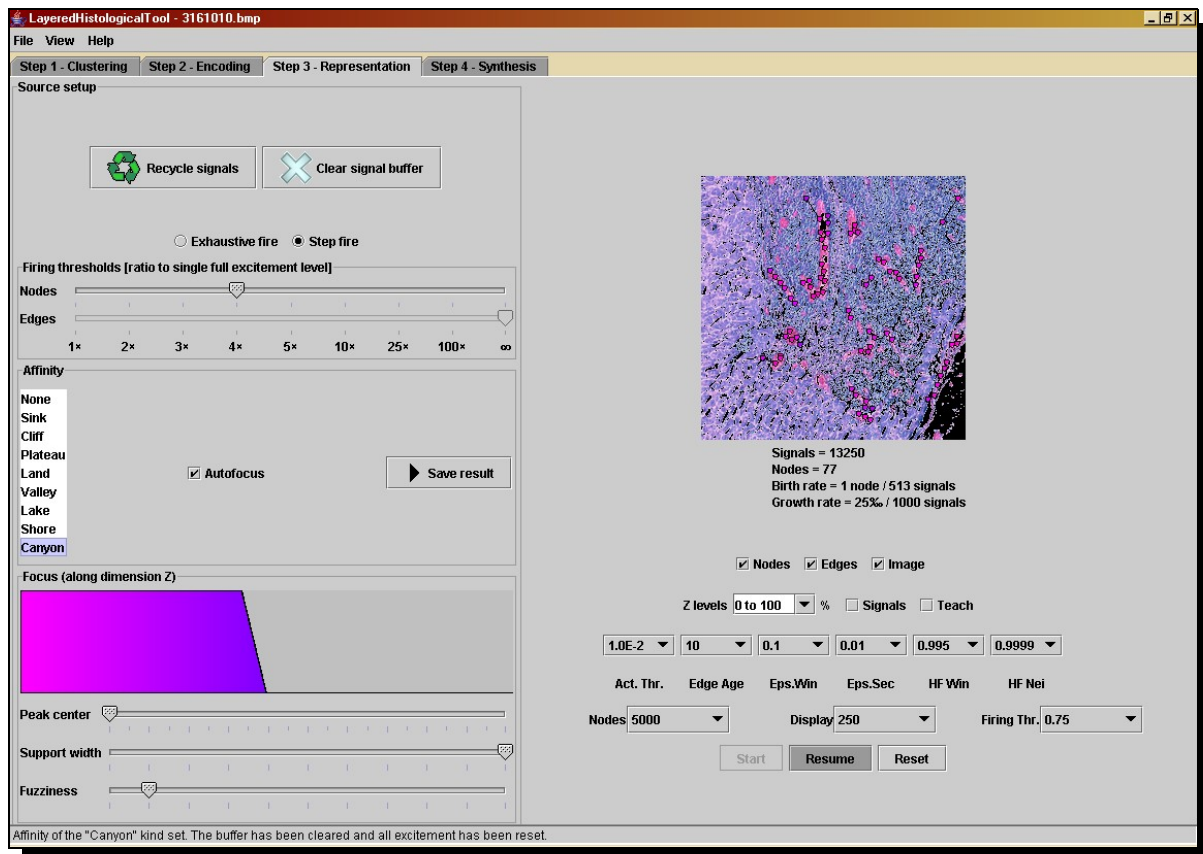 LayeredHistologicalTool - 3161010.bmp
File View Help
Step 1 - Clustering Step 2 - Encoding Step 3 - Representation Step 4 - Synthesis
Source setup
Recycle signals Clear signal buffer
Exhaustive fire Step fire
Firing thresholds [ratio to single full excitement level]
Nodes
Edges
1× 2× 3× 4× 5× 10× 25× 100× ∞
Affinity
None
Sink
Cliff
Plateau
Land
Valley
Lake
Shore
Canyon
Autofocus
Save result
Focus (along dimension Z)
Peak center
Support width
Fuzziness
Signals = 13250
Nodes = 77
Birth rate = 1 node / 513 signals
Growth rate = 25‰ / 1000 signals
Nodes Edges Image
Z levels 0 to 100 % Signals Teach
1.0E-2 10 0.1 0.01 0.995 0.9999
Act. Thr. Edge Age Eps.Win Eps.Sec HF Win HF Nei
Nodes 5000 Display 250 Firing Thr. 0.75
Start Resume Reset
Affinity of the "Canyon" kind set. The buffer has been cleared and all excitement has been reset.